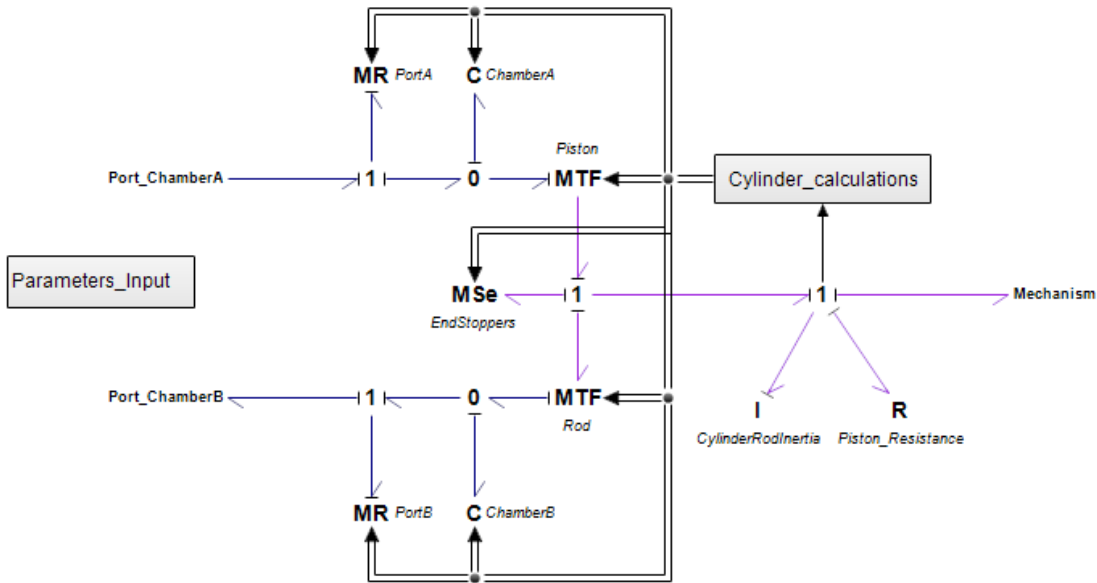 MR PortA C ChamberA
Piston
Port_ChamberA 1 0 MTF Cylinder_calculations
Parameters_Input
MSe 1 1 Mechanism
EndStoppers
Port_ChamberB 1 0 MTF
Rod
I R
CylinderRodInertia Piston_Resistance
MR PortB C ChamberB